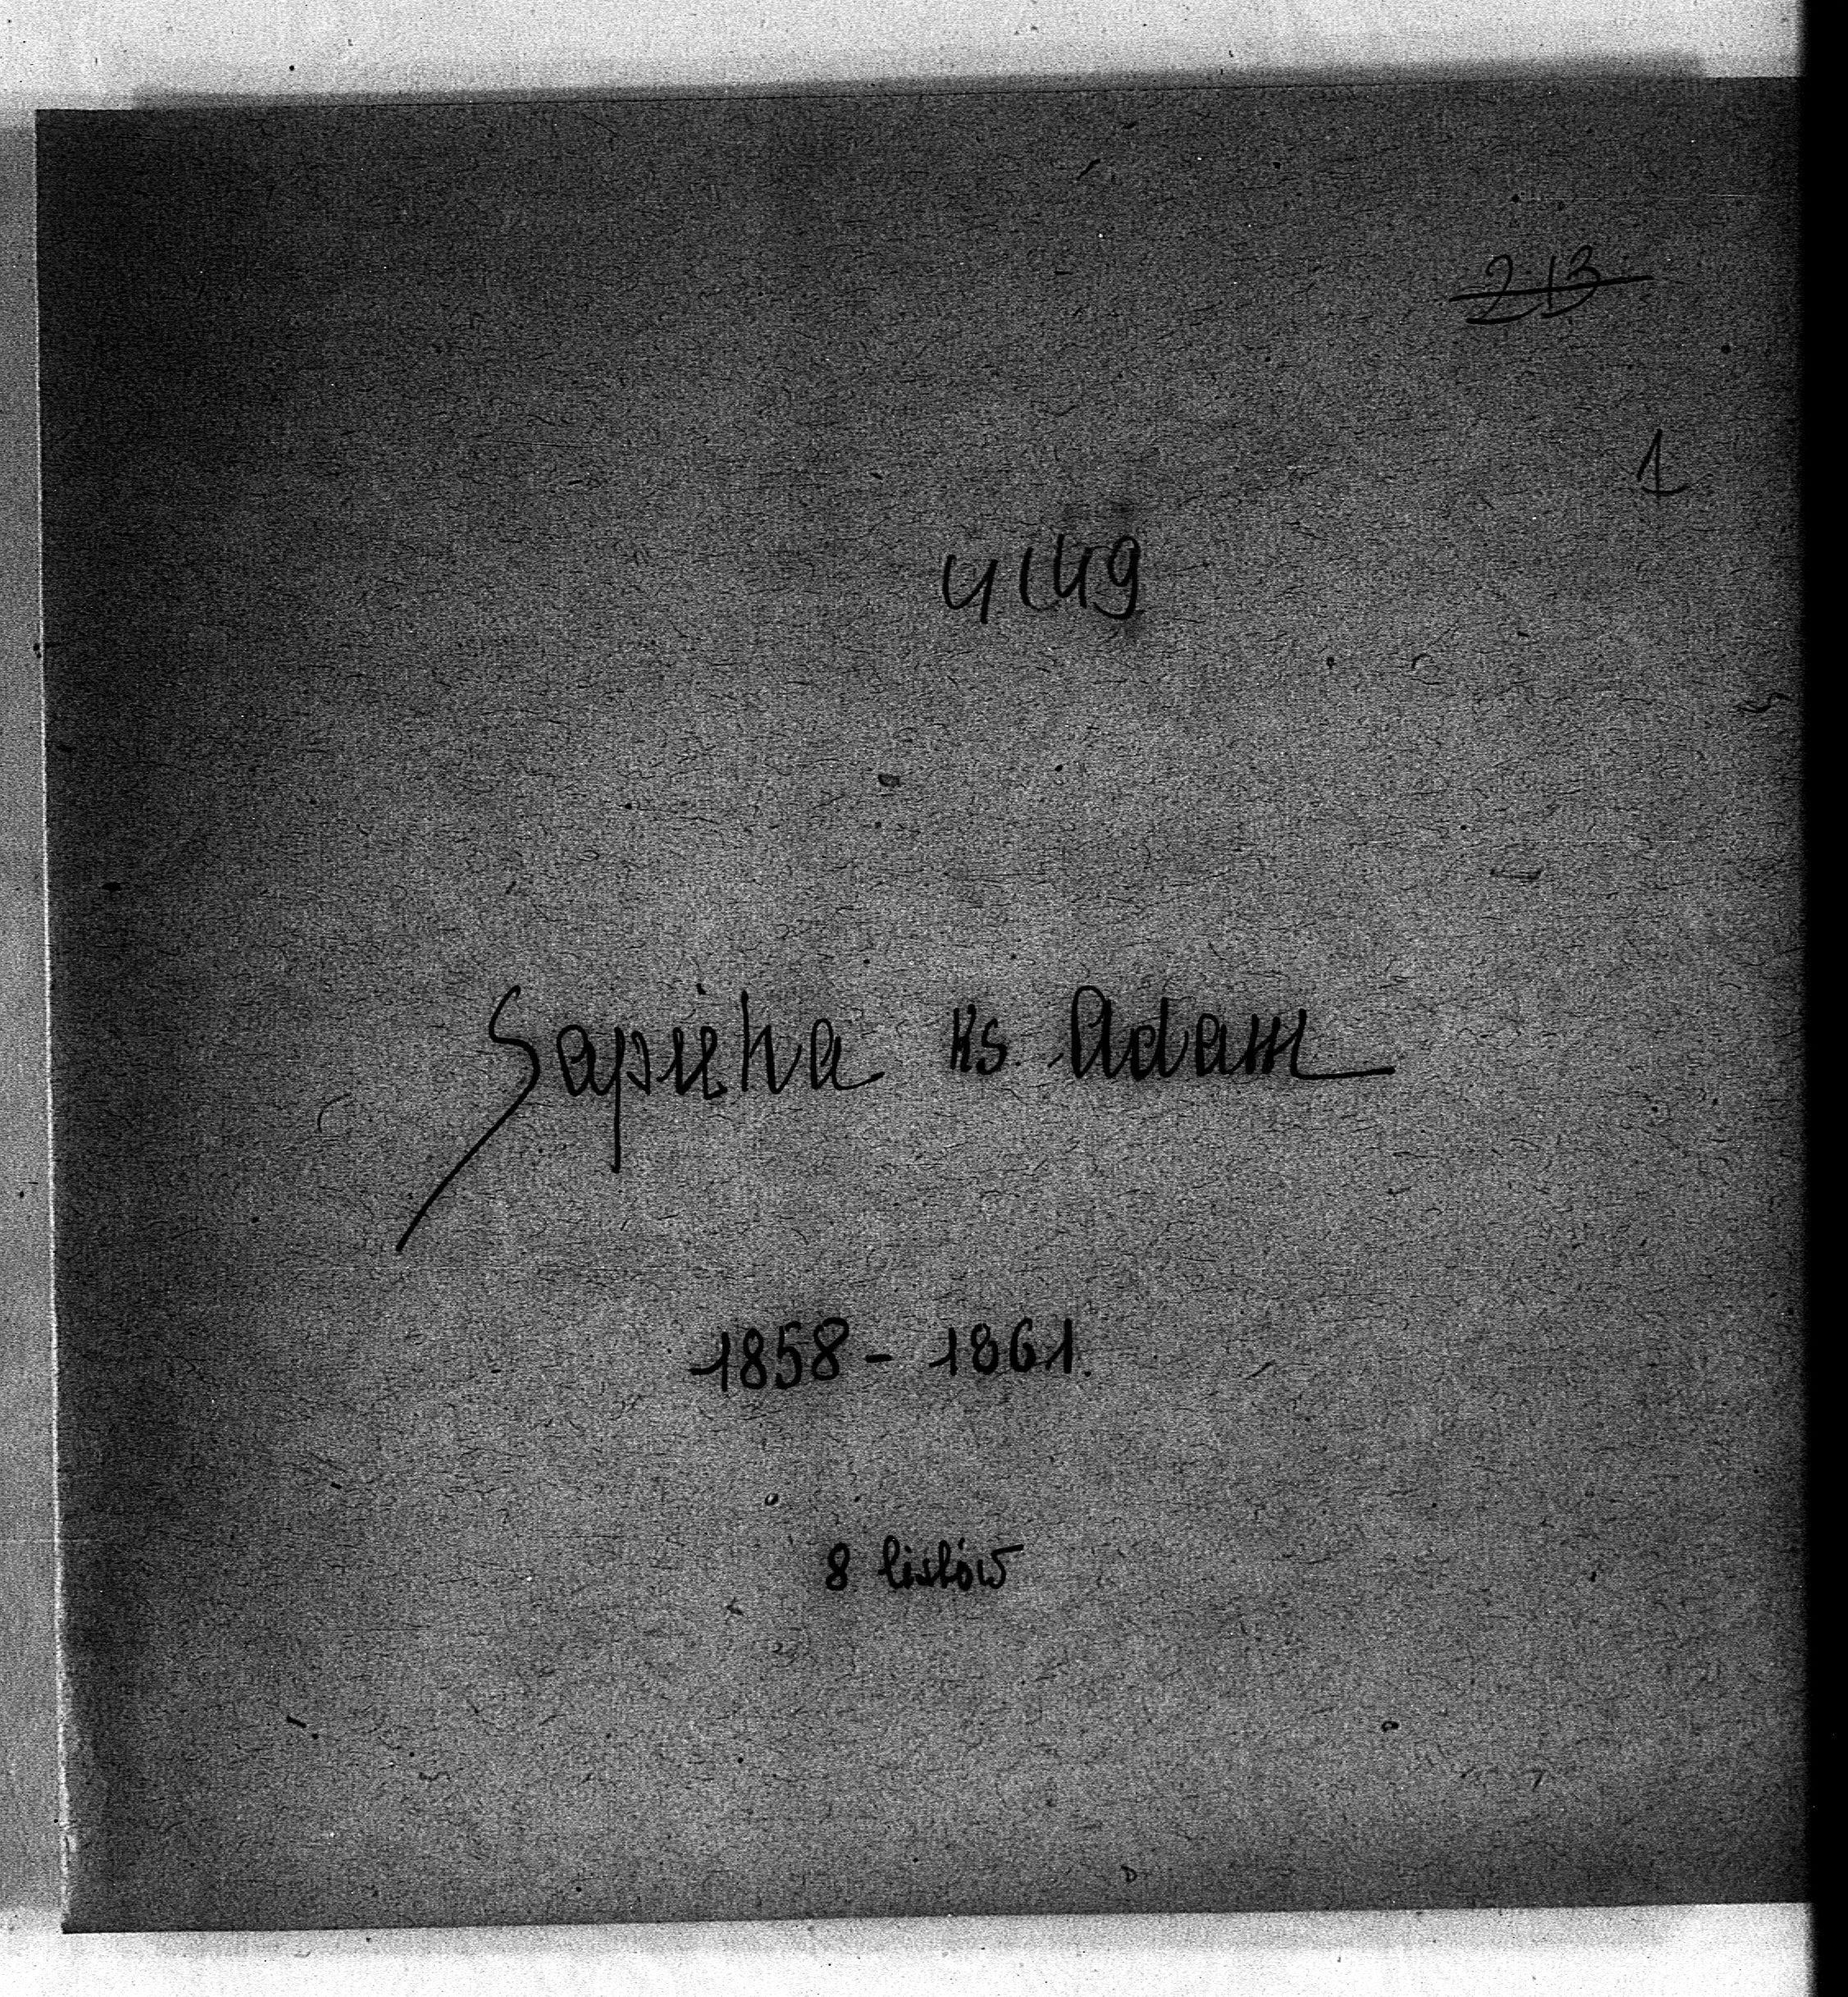 ~~213~~
1
4149
Sapieha Ks. Adam
1858 - 1861.
8 listów